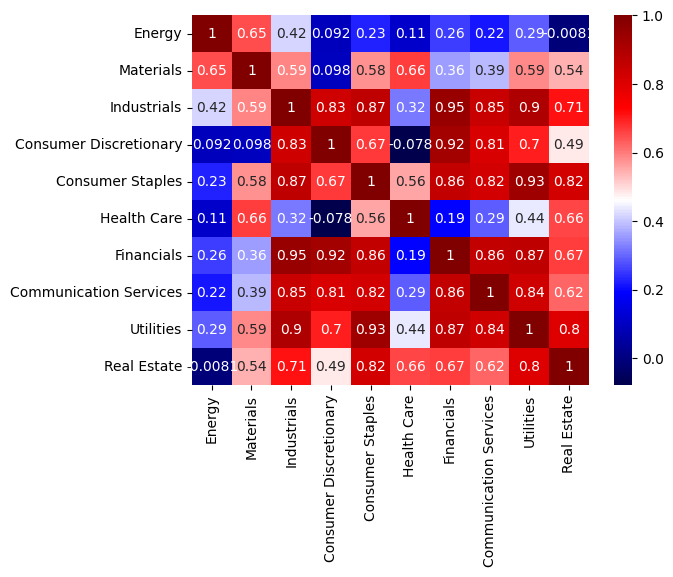 Energy 1 0.65 0.42 0.092 0.23 0.11 0.26 0.22 0.29 -0.0081
Materials 0.65 1 0.59 0.098 0.58 0.66 0.36 0.39 0.59 0.54
Industrials 0.42 0.59 1 0.83 0.87 0.32 0.95 0.85 0.9 0.71
Consumer Discretionary 0.092 0.098 0.83 1 0.67 -0.078 0.92 0.81 0.7 0.49
Consumer Staples 0.23 0.58 0.87 0.67 1 0.56 0.86 0.82 0.93 0.82
Health Care 0.11 0.66 0.32 -0.078 0.56 1 0.19 0.29 0.44 0.66
Financials 0.26 0.36 0.95 0.92 0.86 0.19 1 0.86 0.87 0.67
Communication Services 0.22 0.39 0.85 0.81 0.82 0.29 0.86 1 0.84 0.62
Utilities 0.29 0.59 0.9 0.7 0.93 0.44 0.87 0.84 1 0.8
Real Estate -0.0081 0.54 0.71 0.49 0.82 0.66 0.67 0.62 0.8 1
Energy
Materials
Industrials
Consumer Discretionary
Consumer Staples
Health Care
Financials
Communication Services
Utilities
Real Estate
1.0
0.8
0.6
0.4
0.2
0.0